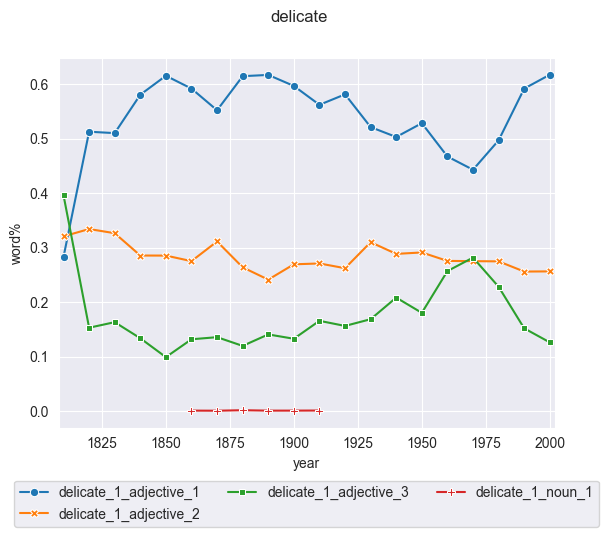 delicate
0.6
0.5
0.4
0.3
0.2
0.1
0.0
word%
1825 1850 1875 1900 1925 1950 1975 2000
year
delicate_1_adjective_1 delicate_1_adjective_3 delicate_1_noun_1
delicate_1_adjective_2